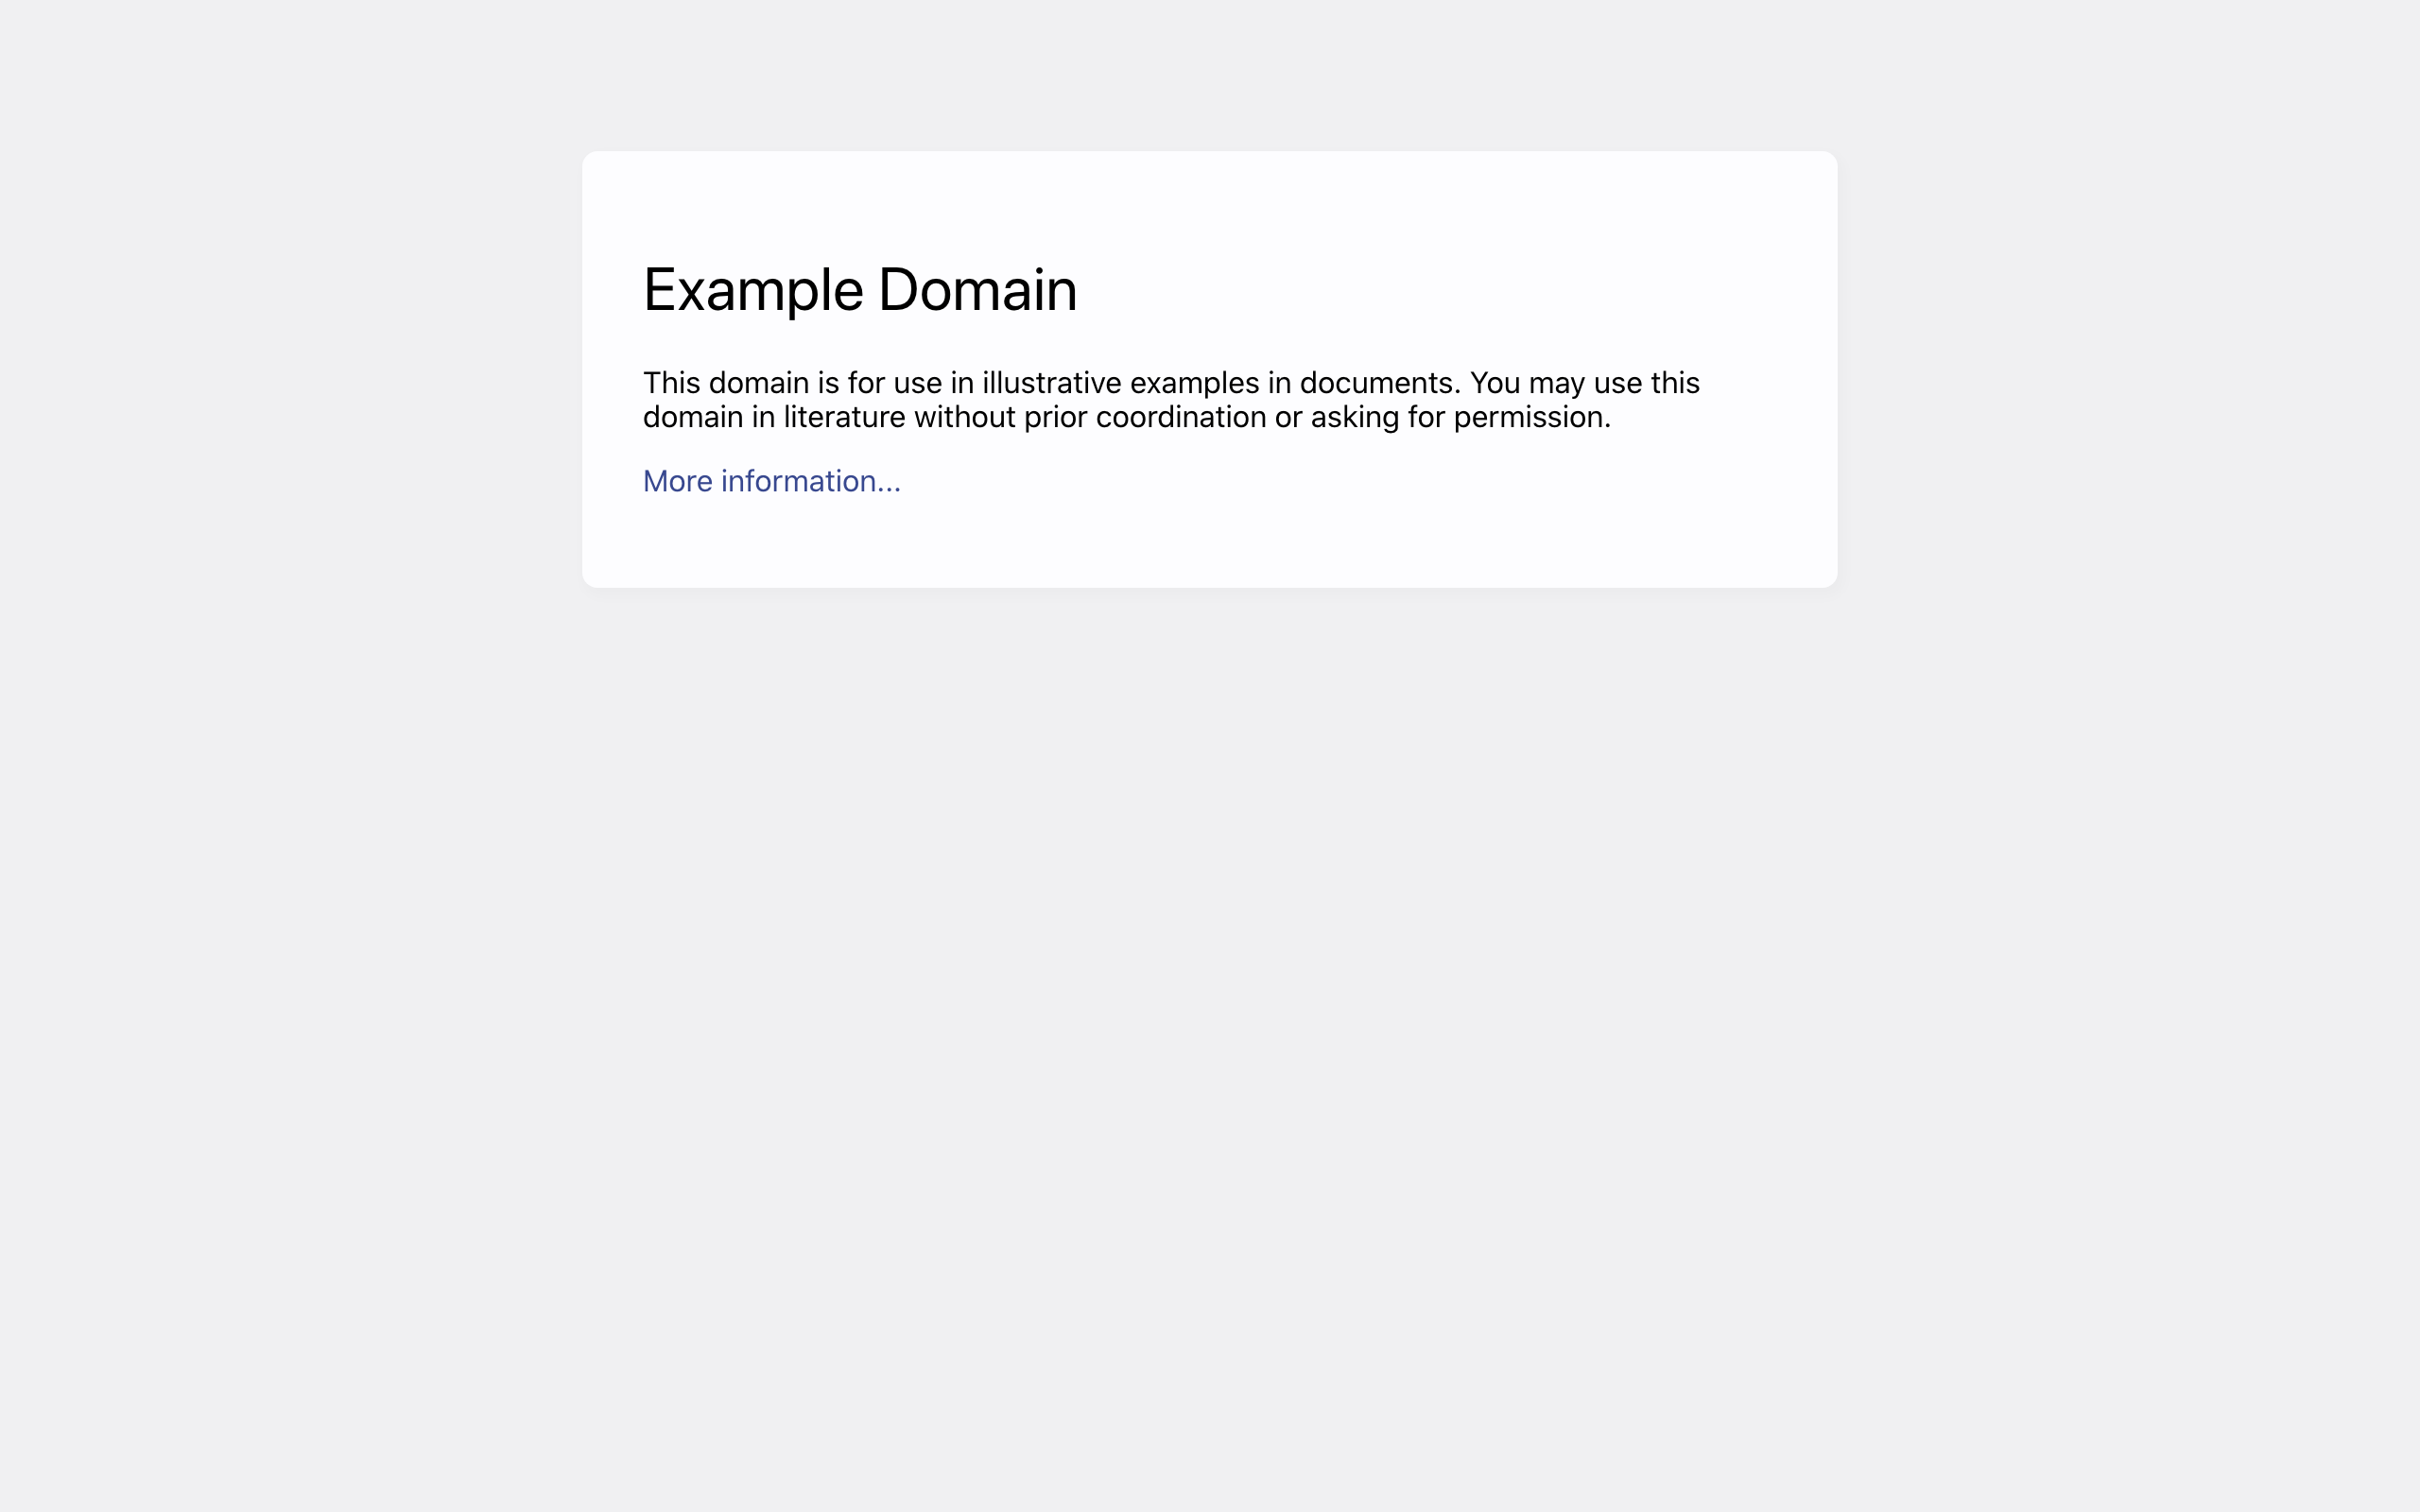 Example Domain
This domain is for use in illustrative examples in documents. You may use this
domain in literature without prior coordination or asking for permission.
More information...